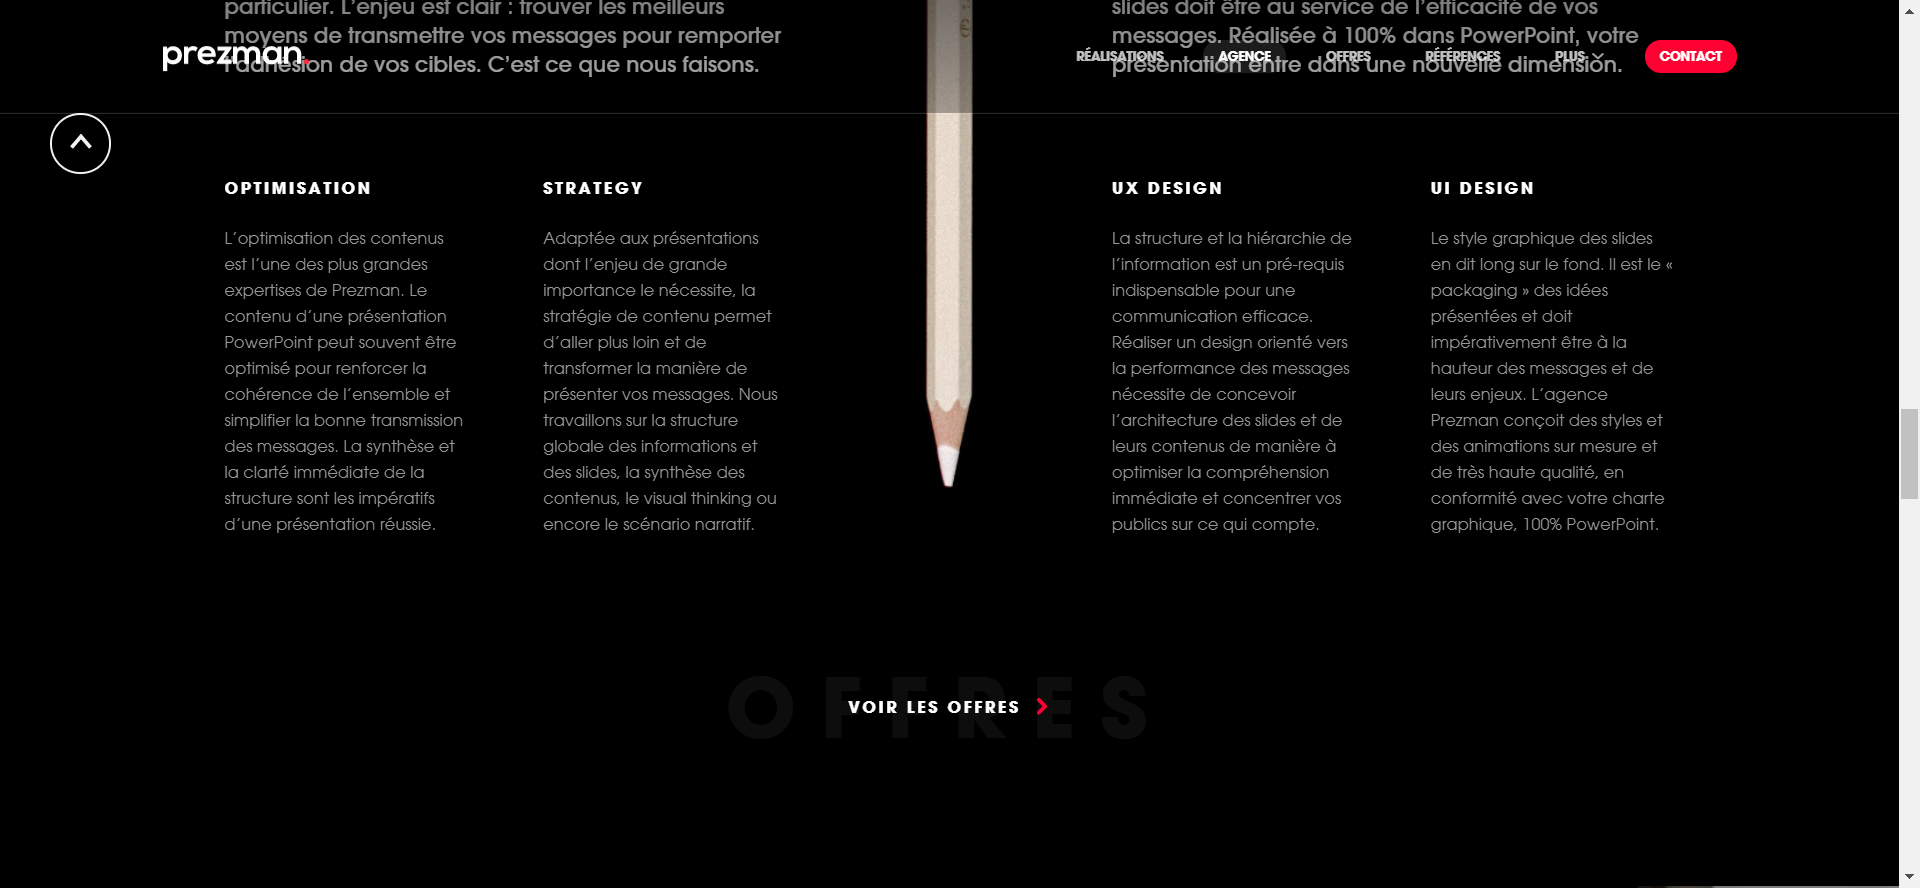 particulier. L’enjeu est clair : trouver les meilleurs
moyens de transmettre vos messages pour remporter
l’adhésion de vos cibles. C’est ce que nous faisons.
slides doit être au service de l’efficacité de vos
messages. Réalisée à 100% dans PowerPoint, votre
présentation entre dans une nouvelle dimension.
prezman.
RÉALISATIONS
AGENCE
OFFRES
RÉFÉRENCES
PLUS
CONTACT
OPTIMISATION
L’optimisation des contenus
est l’une des plus grandes
expertises de Prezman. Le
contenu d’une présentation
PowerPoint peut souvent être
optimisé pour renforcer la
cohérence de l’ensemble et
simplifier la bonne transmission
des messages. La synthèse et
la clarté immédiate de la
structure sont les impératifs
d’une présentation réussie.
STRATEGY
Adaptée aux présentations
dont l’enjeu de grande
importance le nécessite, la
stratégie de contenu permet
d’aller plus loin et de
transformer la manière de
présenter vos messages. Nous
travaillons sur la structure
globale des informations et
des slides, la synthèse des
contenus, le visual thinking ou
encore le scénario narratif.
UX DESIGN
La structure et la hiérarchie de
l’information est un pré-requis
indispensable pour une
communication efficace.
Réaliser un design orienté vers
la performance des messages
nécessite de concevoir
l’architecture des slides et de
leurs contenus de manière à
optimiser la compréhension
immédiate et concentrer vos
publics sur ce qui compte.
UI DESIGN
Le style graphique des slides
en dit long sur le fond. Il est le «
packaging » des idées
présentées et doit
impérativement être à la
hauteur des messages et de
leurs enjeux. L’agence
Prezman conçoit des styles et
des animations sur mesure et
de très haute qualité, en
conformité avec votre charte
graphique, 100% PowerPoint.
OFFRES
VOIR LES OFFRES